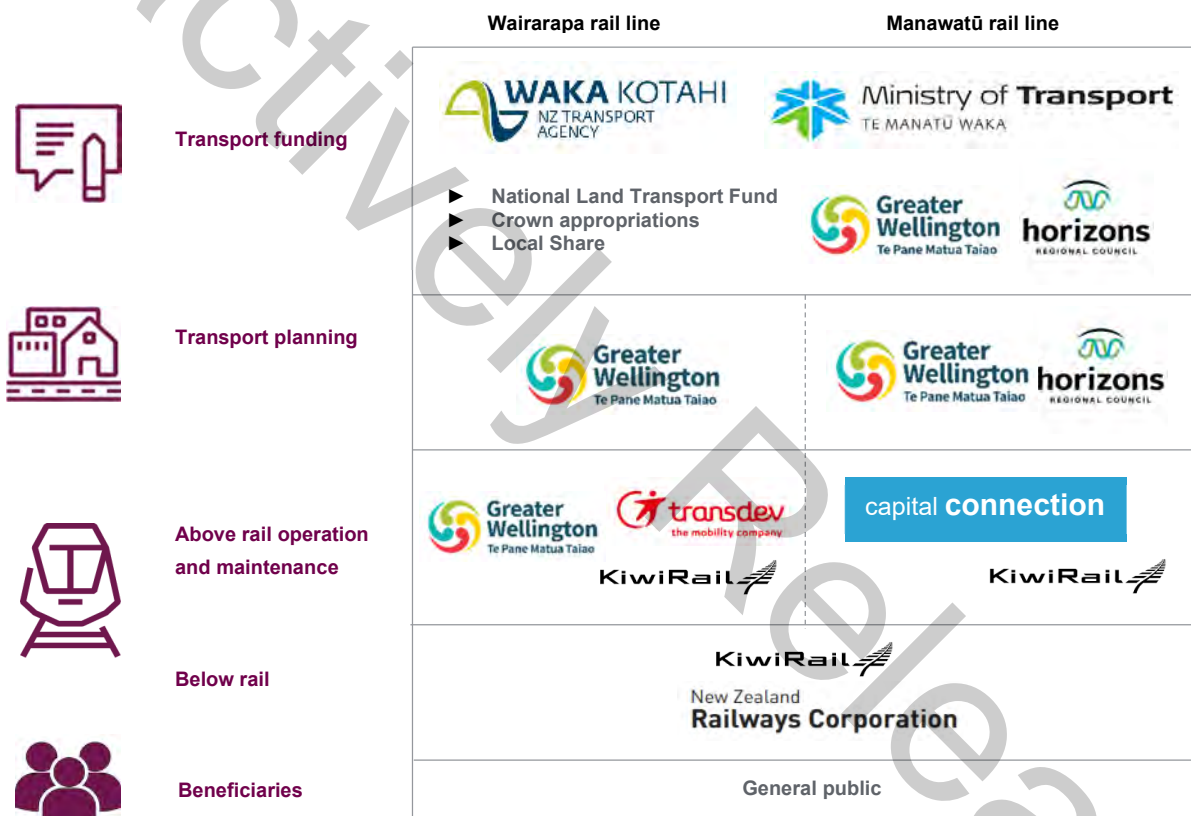 Wairarapa rail line
Manawatū rail line
Transport funding
WAKA KOTAHI
NZ TRANSPORT
AGENCY
Ministry of Transport
TE MANATŪ WAKA
► National Land Transport Fund
► Crown appropriations
► Local Share
Greater
Wellington
Te Pane Matua Taiao
horizons
REGIONAL COUNCIL
Transport planning
Greater
Wellington
Te Pane Matua Taiao
Greater
Wellington
Te Pane Matua Taiao
horizons
REGIONAL COUNCIL
Above rail operation
and maintenance
Greater
Wellington
Te Pane Matua Taiao
transdev
the mobility company
KiwiRail
capital connection
KiwiRail
Below rail
KiwiRail
New Zealand
Railways Corporation
Beneficiaries
General public